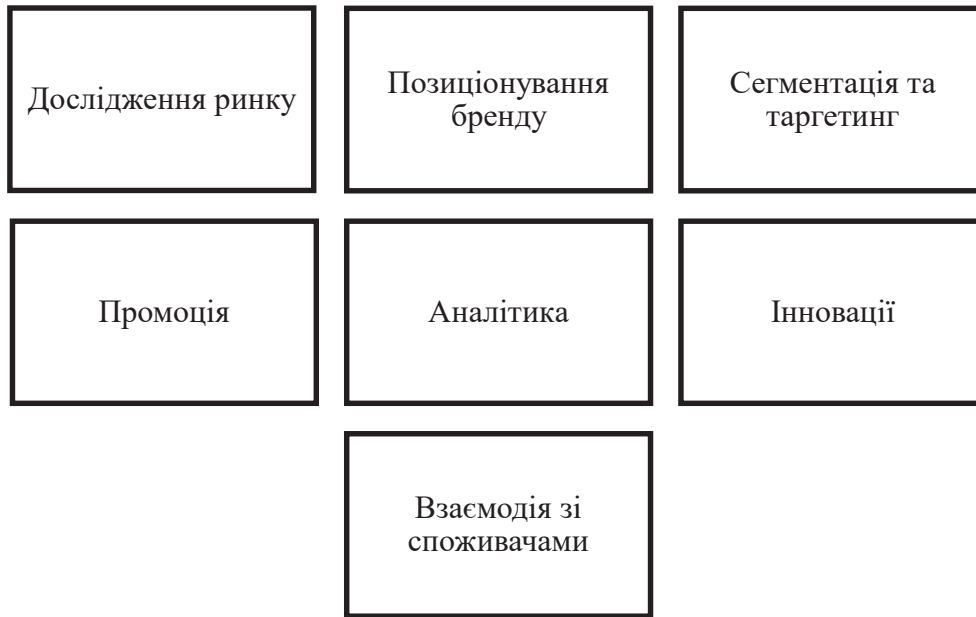 Дослідження ринку
Позиціонування
бренду
Сегментація та
таргетинг
Промоція
Аналітика
Інновації
Взаємодія зі
споживачами